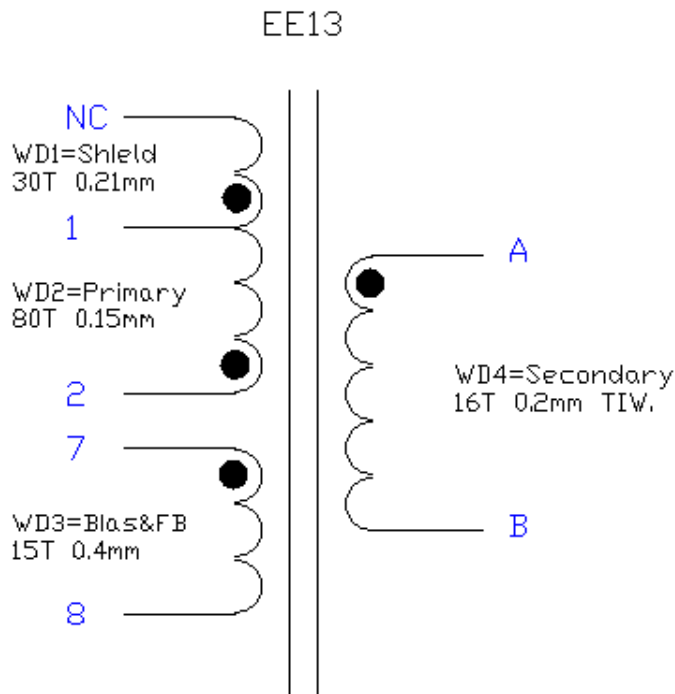 EE13
NC
WD1=Shield
30T 0.21mm
1
WD2=Primary
80T 0.15mm
2
7
WD3=Bias&FB
15T 0.4mm
8
A
WD4=Secondary
16T 0.2mm TIW.
B